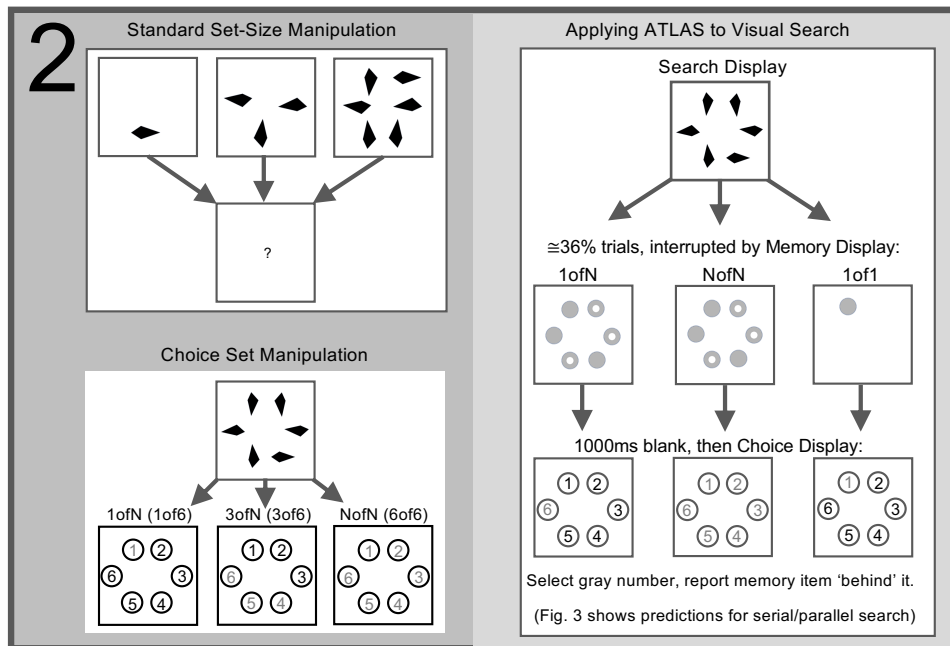 2
Standard Set-Size Manipulation
?
Choice Set Manipulation
1ofN (1of6) 3ofN (3of6) NofN (6of6)
1 2 1 2 1 2
6 3 6 3 6 3
5 4 5 4 5 4
Applying ATLAS to Visual Search
Search Display
≅36% trials, interrupted by Memory Display:
1ofN NofN 1of1
1000ms blank, then Choice Display:
1 2 1 2 1 2
6 3 6 3 6 3
5 4 5 4 5 4
Select gray number, report memory item ‘behind’ it.
(Fig. 3 shows predictions for serial/parallel search)